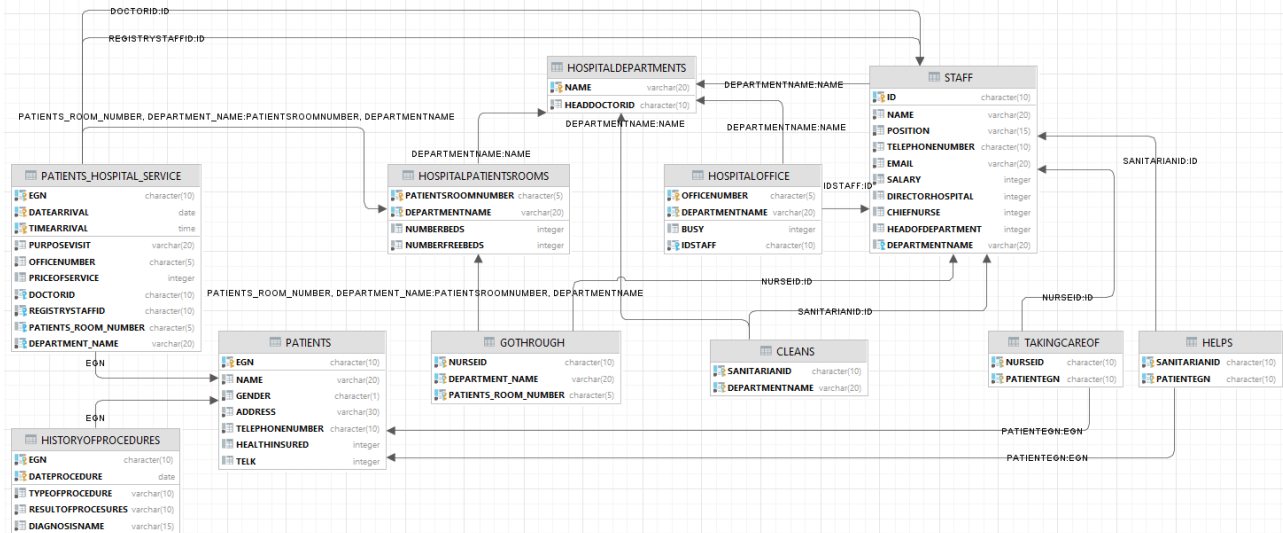 DOCTORID:ID
REGISTRYSTAFFID:ID
HOSPITALDEPARTMENTS
NAME varchar(20)
HEADDOCTORID character(10)
DEPARTMENTNAME:NAME
DEPARTMENTNAME:NAME
DEPARTMENTNAME:NAME
PATIENTS_ROOM_NUMBER, DEPARTMENT_NAME:PATIENTSROOMNUMBER, DEPARTMENTNAME
DEPARTMENTNAME:NAME
STAFF
ID character(10)
NAME varchar(20)
POSITION varchar(15)
TELEPHONENUMBER character(10)
EMAIL varchar(20)
SALARY integer
DIRECTORHOSPITAL integer
CHIEFNURSE integer
HEADOFDEPARTMENT integer
DEPARTMENTNAME varchar(20)
SANITARIANID:ID
PATIENTS_HOSPITAL_SERVICE
EGN character(10)
DATEARRIVAL date
TIMEARRIVAL time
PURPOSEVISIT varchar(20)
OFFICENUMBER character(5)
PRICEOFSERVICE integer
DOCTORID character(10)
REGISTRYSTAFFID character(10)
PATIENTS_ROOM_NUMBER character(5)
DEPARTMENT_NAME varchar(20)
HOSPITALPATIENTSROOMS
PATIENTSROOMNUMBER character(5)
DEPARTMENTNAME varchar(20)
NUMBERBEDS integer
NUMBERFREEBEDS integer
HOSPITALOFFICE
OFFICENUMBER character(5)
DEPARTMENTNAME varchar(20)
BUSY integer
IDSTAFF character(10)
IDSTAFF:ID
NURSEID:ID
PATIENTS_ROOM_NUMBER, DEPARTMENT_NAME:PATIENTSROOMNUMBER, DEPARTMENTNAME
NURSEID:ID
SANITARIANID:ID
EGN
PATIENTS
EGN character(10)
NAME varchar(20)
GENDER character(1)
ADDRESS varchar(30)
TELEPHONENUMBER character(10)
HEALTHINSURED integer
TELK integer
GOTHROUGH
NURSEID character(10)
DEPARTMENT_NAME varchar(20)
PATIENTS_ROOM_NUMBER character(5)
CLEANS
SANITARIANID character(10)
DEPARTMENTNAME varchar(20)
TAKINGCAREOF
NURSEID character(10)
PATIENTEGN character(10)
HELPS
SANITARIANID character(10)
PATIENTEGN character(10)
EGN
PATIENTEGN:EGN
PATIENTEGN:EGN
HISTORYOFPROCEDURES
EGN character(10)
DATEPROCEDURE date
TYPEOFPROCEDURE varchar(10)
RESULTOFPROCESURES varchar(10)
DIAGNOSISNAME varchar(15)